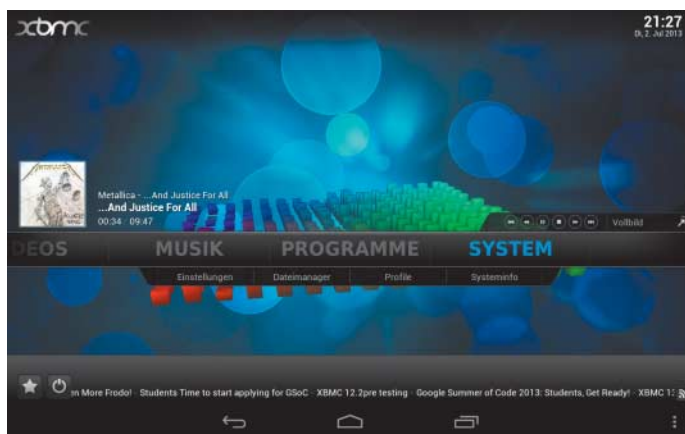 xbmc
21:27
Di, 2. Jul 2013
Metallica - ...And Justice For All
...And Justice For All
00:34 / 09:47
Vollbild
DEOS MUSIK PROGRAMME SYSTEM
Einstellungen Dateimanager Profile Systeminfo
en More Frodo! · Students Time to start applying for GSoC · XBMC 12.2pre testing · Google Summer of Code 2013: Students, Get Ready! · XBMC 1